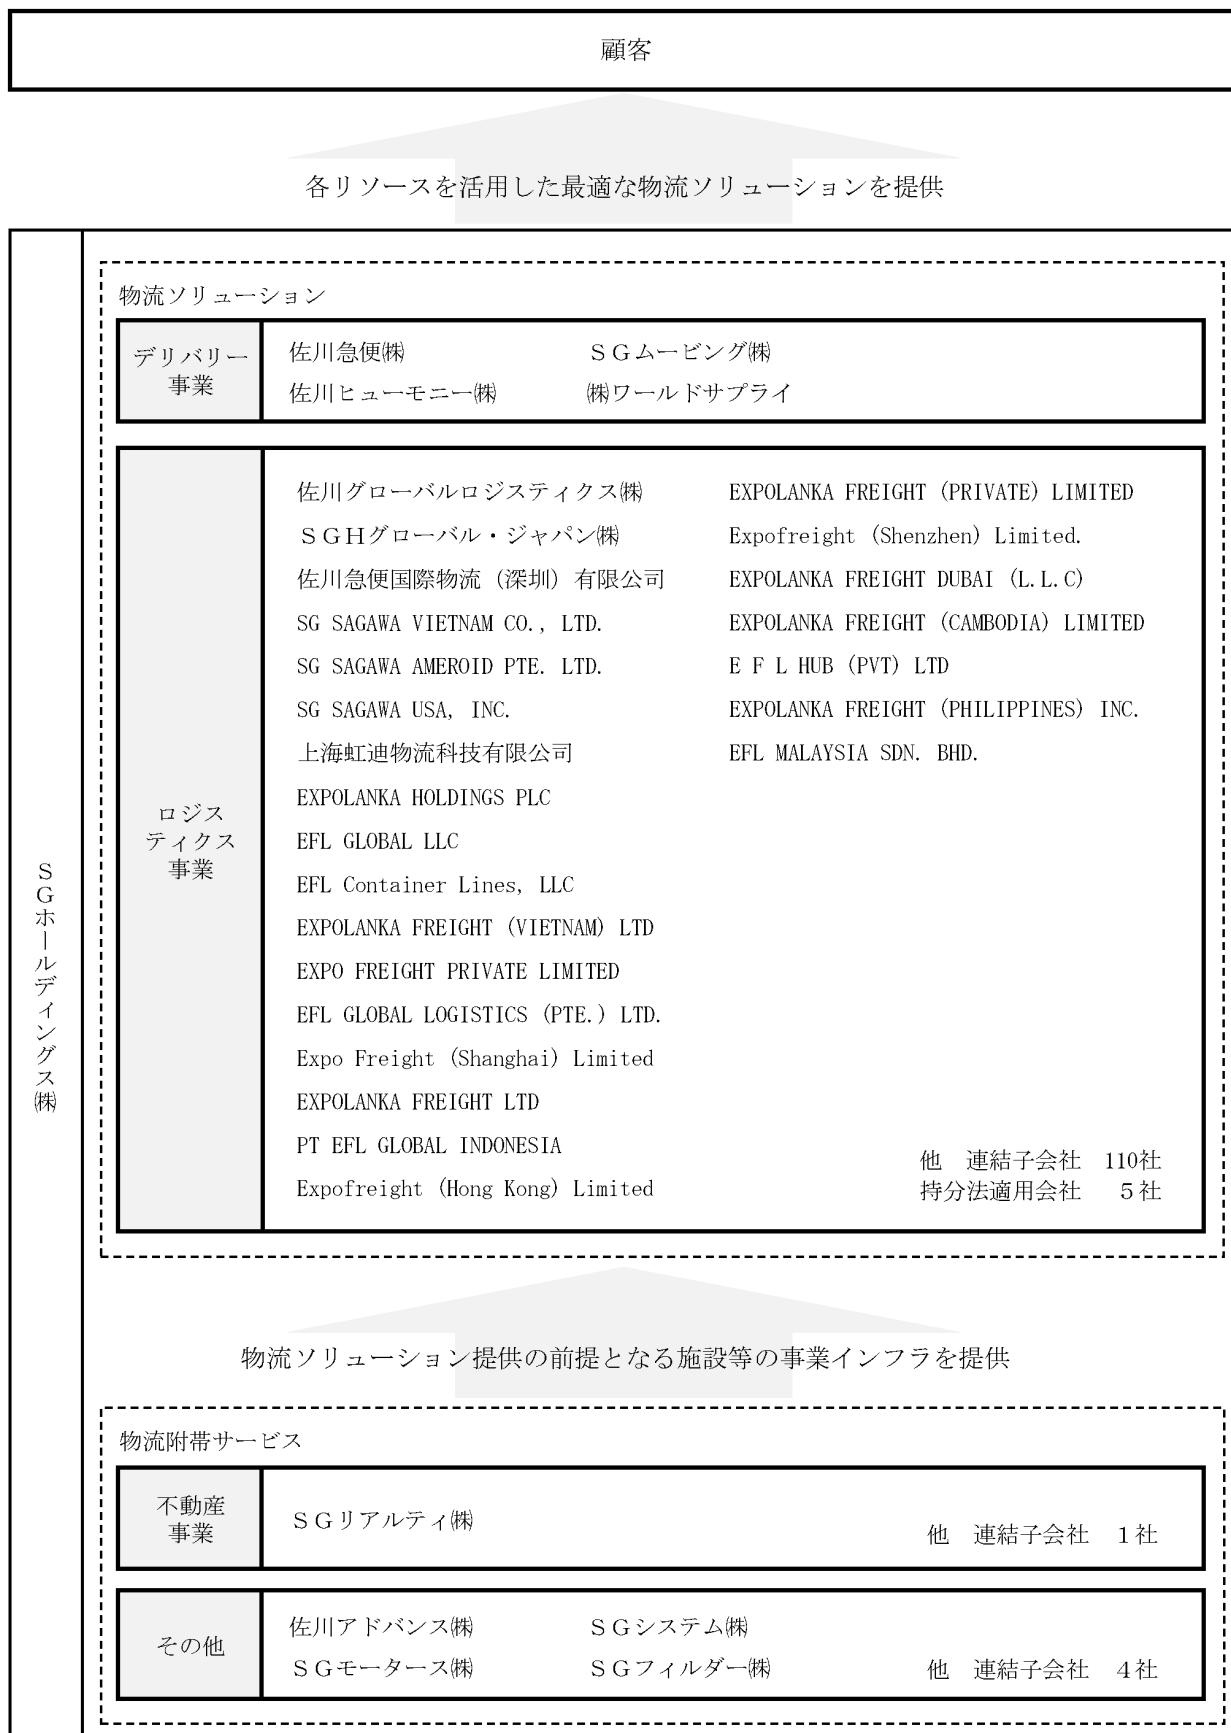 顧客
各リソースを活用した最適な物流ソリューションを提供
SGホールディングス㈱
物流ソリューション
デリバリー
事業
佐川急便㈱
SGムービング㈱
佐川ヒューモニー㈱
㈱ワールドサプライ
ロジス
ティクス
事業
佐川グローバルロジスティクス㈱
SGHグローバル・ジャパン㈱
佐川急便国際物流（深圳）有限公司
SG SAGAWA VIETNAM CO., LTD.
SG SAGAWA AMEROID PTE. LTD.
SG SAGAWA USA, INC.
上海虹迪物流科技有限公司
EXPOLANKA HOLDINGS PLC
EFL GLOBAL LLC
EFL Container Lines, LLC
EXPOLANKA FREIGHT (VIETNAM) LTD
EXPO FREIGHT PRIVATE LIMITED
EFL GLOBAL LOGISTICS (PTE.) LTD.
Expo Freight (Shanghai) Limited
EXPOLANKA FREIGHT LTD
PT EFL GLOBAL INDONESIA
Expofreight (Hong Kong) Limited
EXPOLANKA FREIGHT (PRIVATE) LIMITED
Expofreight (Shenzhen) Limited.
EXPOLANKA FREIGHT DUBAI (L.L.C)
EXPOLANKA FREIGHT (CAMBODIA) LIMITED
E F L HUB (PVT) LTD
EXPOLANKA FREIGHT (PHILIPPINES) INC.
EFL MALAYSIA SDN. BHD.
他　連結子会社　110社
持分法適用会社　5社
物流ソリューション提供の前提となる施設等の事業インフラを提供
物流附帯サービス
不動産
事業
SGリアルティ㈱
他　連結子会社　1社
その他
佐川アドバンス㈱
SGシステム㈱
SGモータース㈱
SGフィルダー㈱
他　連結子会社　4社